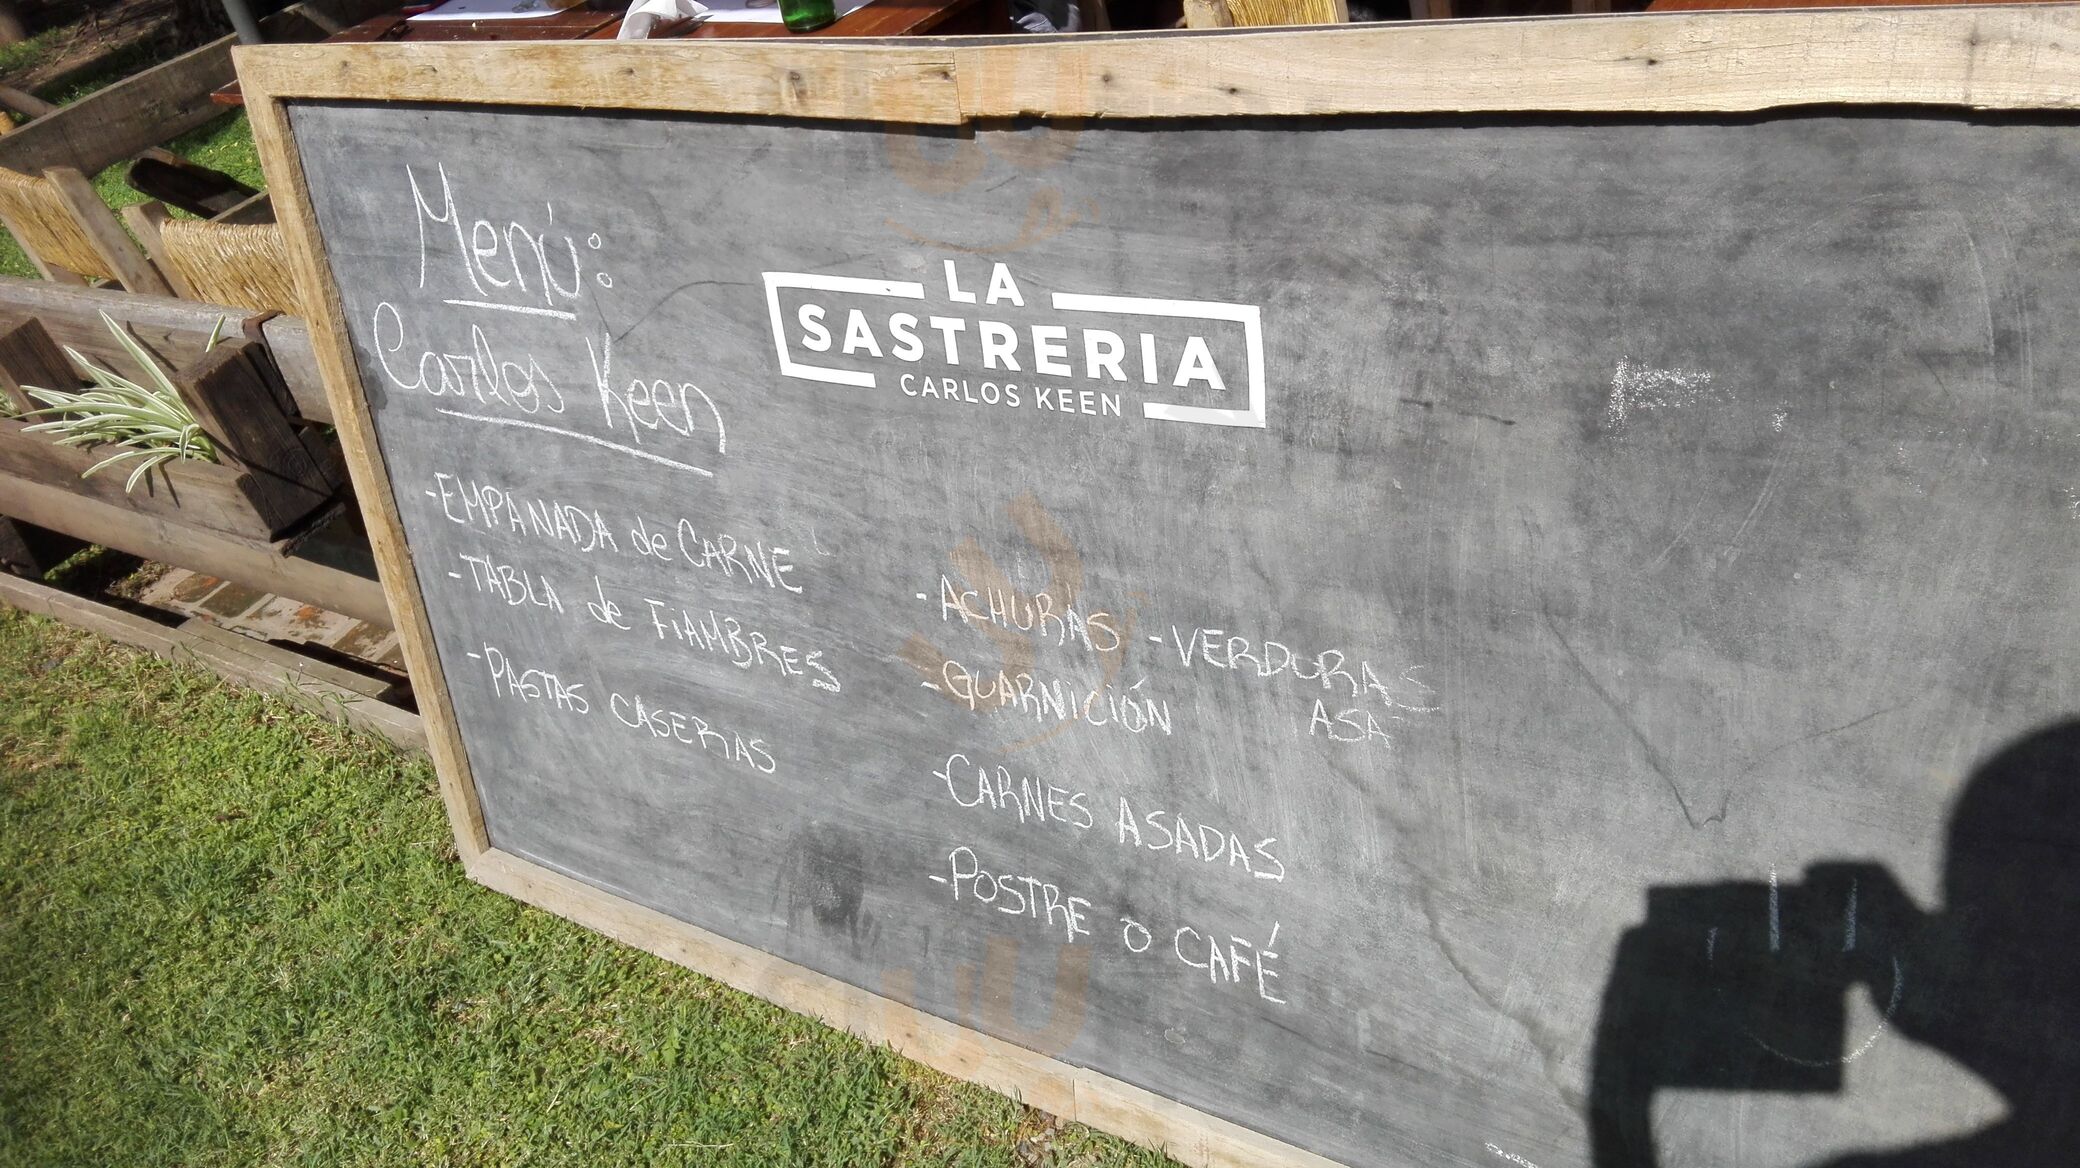 Menú:
Carlos Keen
LA
SASTRERIA
CARLOS KEEN
-EMPANADA de CARNE
-TABLA de FIAMBRES
-PASTAS CASERAS
-ACHURAS -VERDURAS
ASA
-GUARNICIÓN
-CARNES ASADAS
-POSTRE o CAFÉ